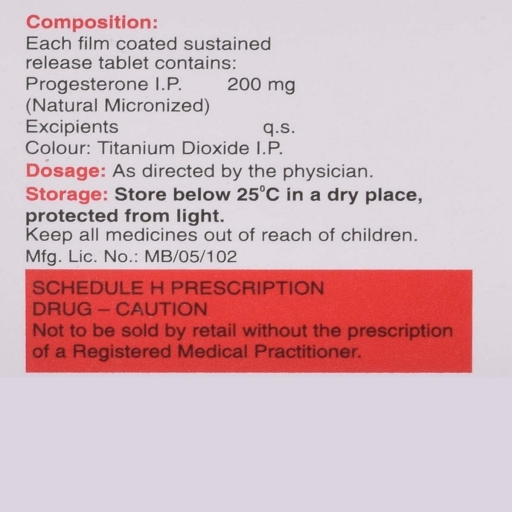 Composition:
Each film coated sustained
release tablet contains:
Progesterone I.P. 200 mg
(Natural Micronized)
Excipients q.s.
Colour: Titanium Dioxide I.P.
Dosage: As directed by the physician.
Storage: Store below 25⁰C in a dry place,
protected from light.
Keep all medicines out of reach of children.
Mfg. Lic. No.: MB/05/102
SCHEDULE H PRESCRIPTION
DRUG – CAUTION
Not to be sold by retail without the prescription
of a Registered Medical Practitioner.